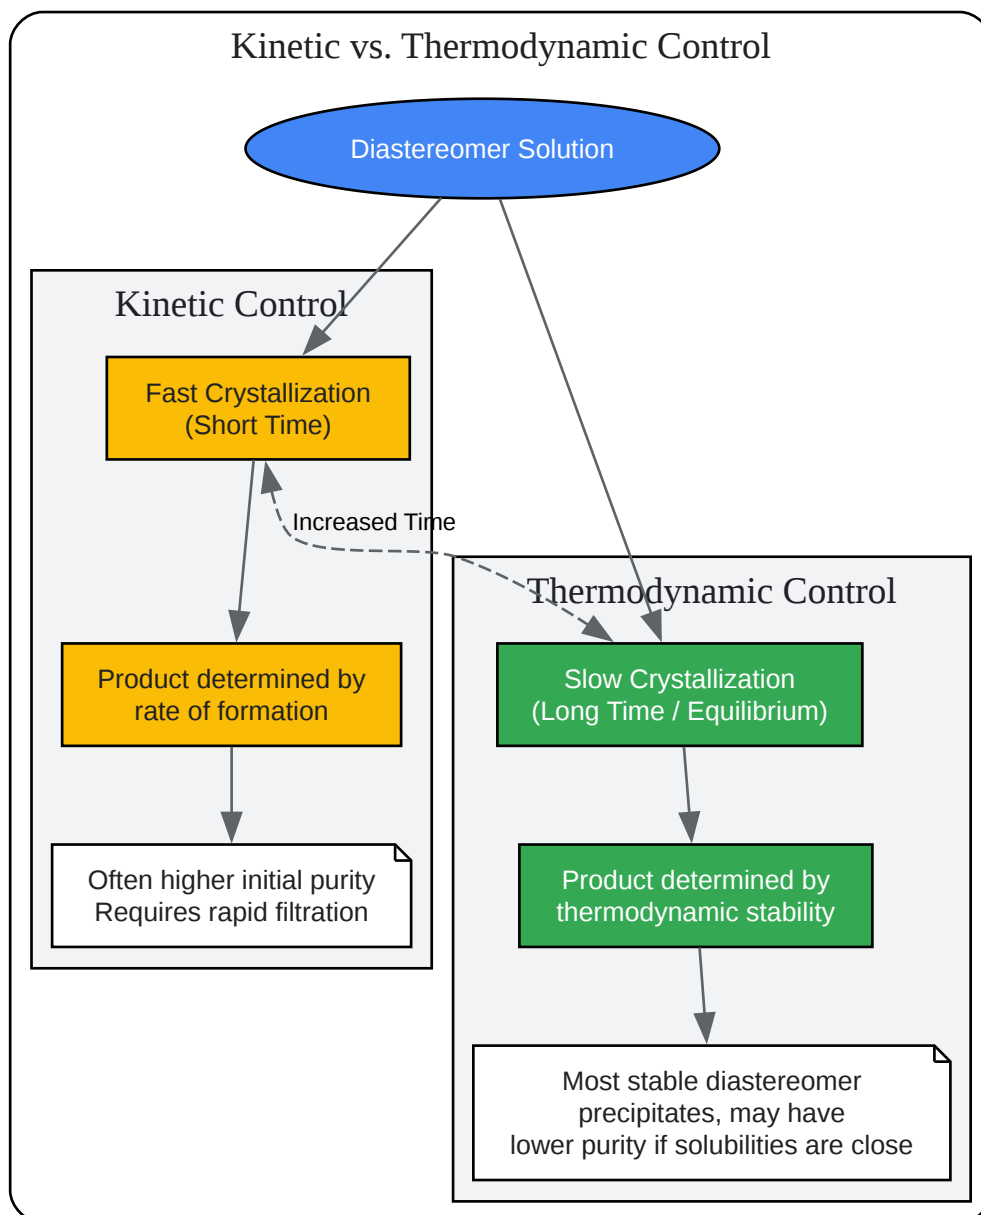 Kinetic vs. Thermodynamic Control
Diastereomer Solution
Kinetic Control
Fast Crystallization
(Short Time)
Increased Time
Thermodynamic Control
Product determined by
rate of formation
Slow Crystallization
(Long Time / Equilibrium)
Often higher initial purity
Requires rapid filtration
Product determined by
thermodynamic stability
Most stable diastereomer
precipitates, may have
lower purity if solubilities are close